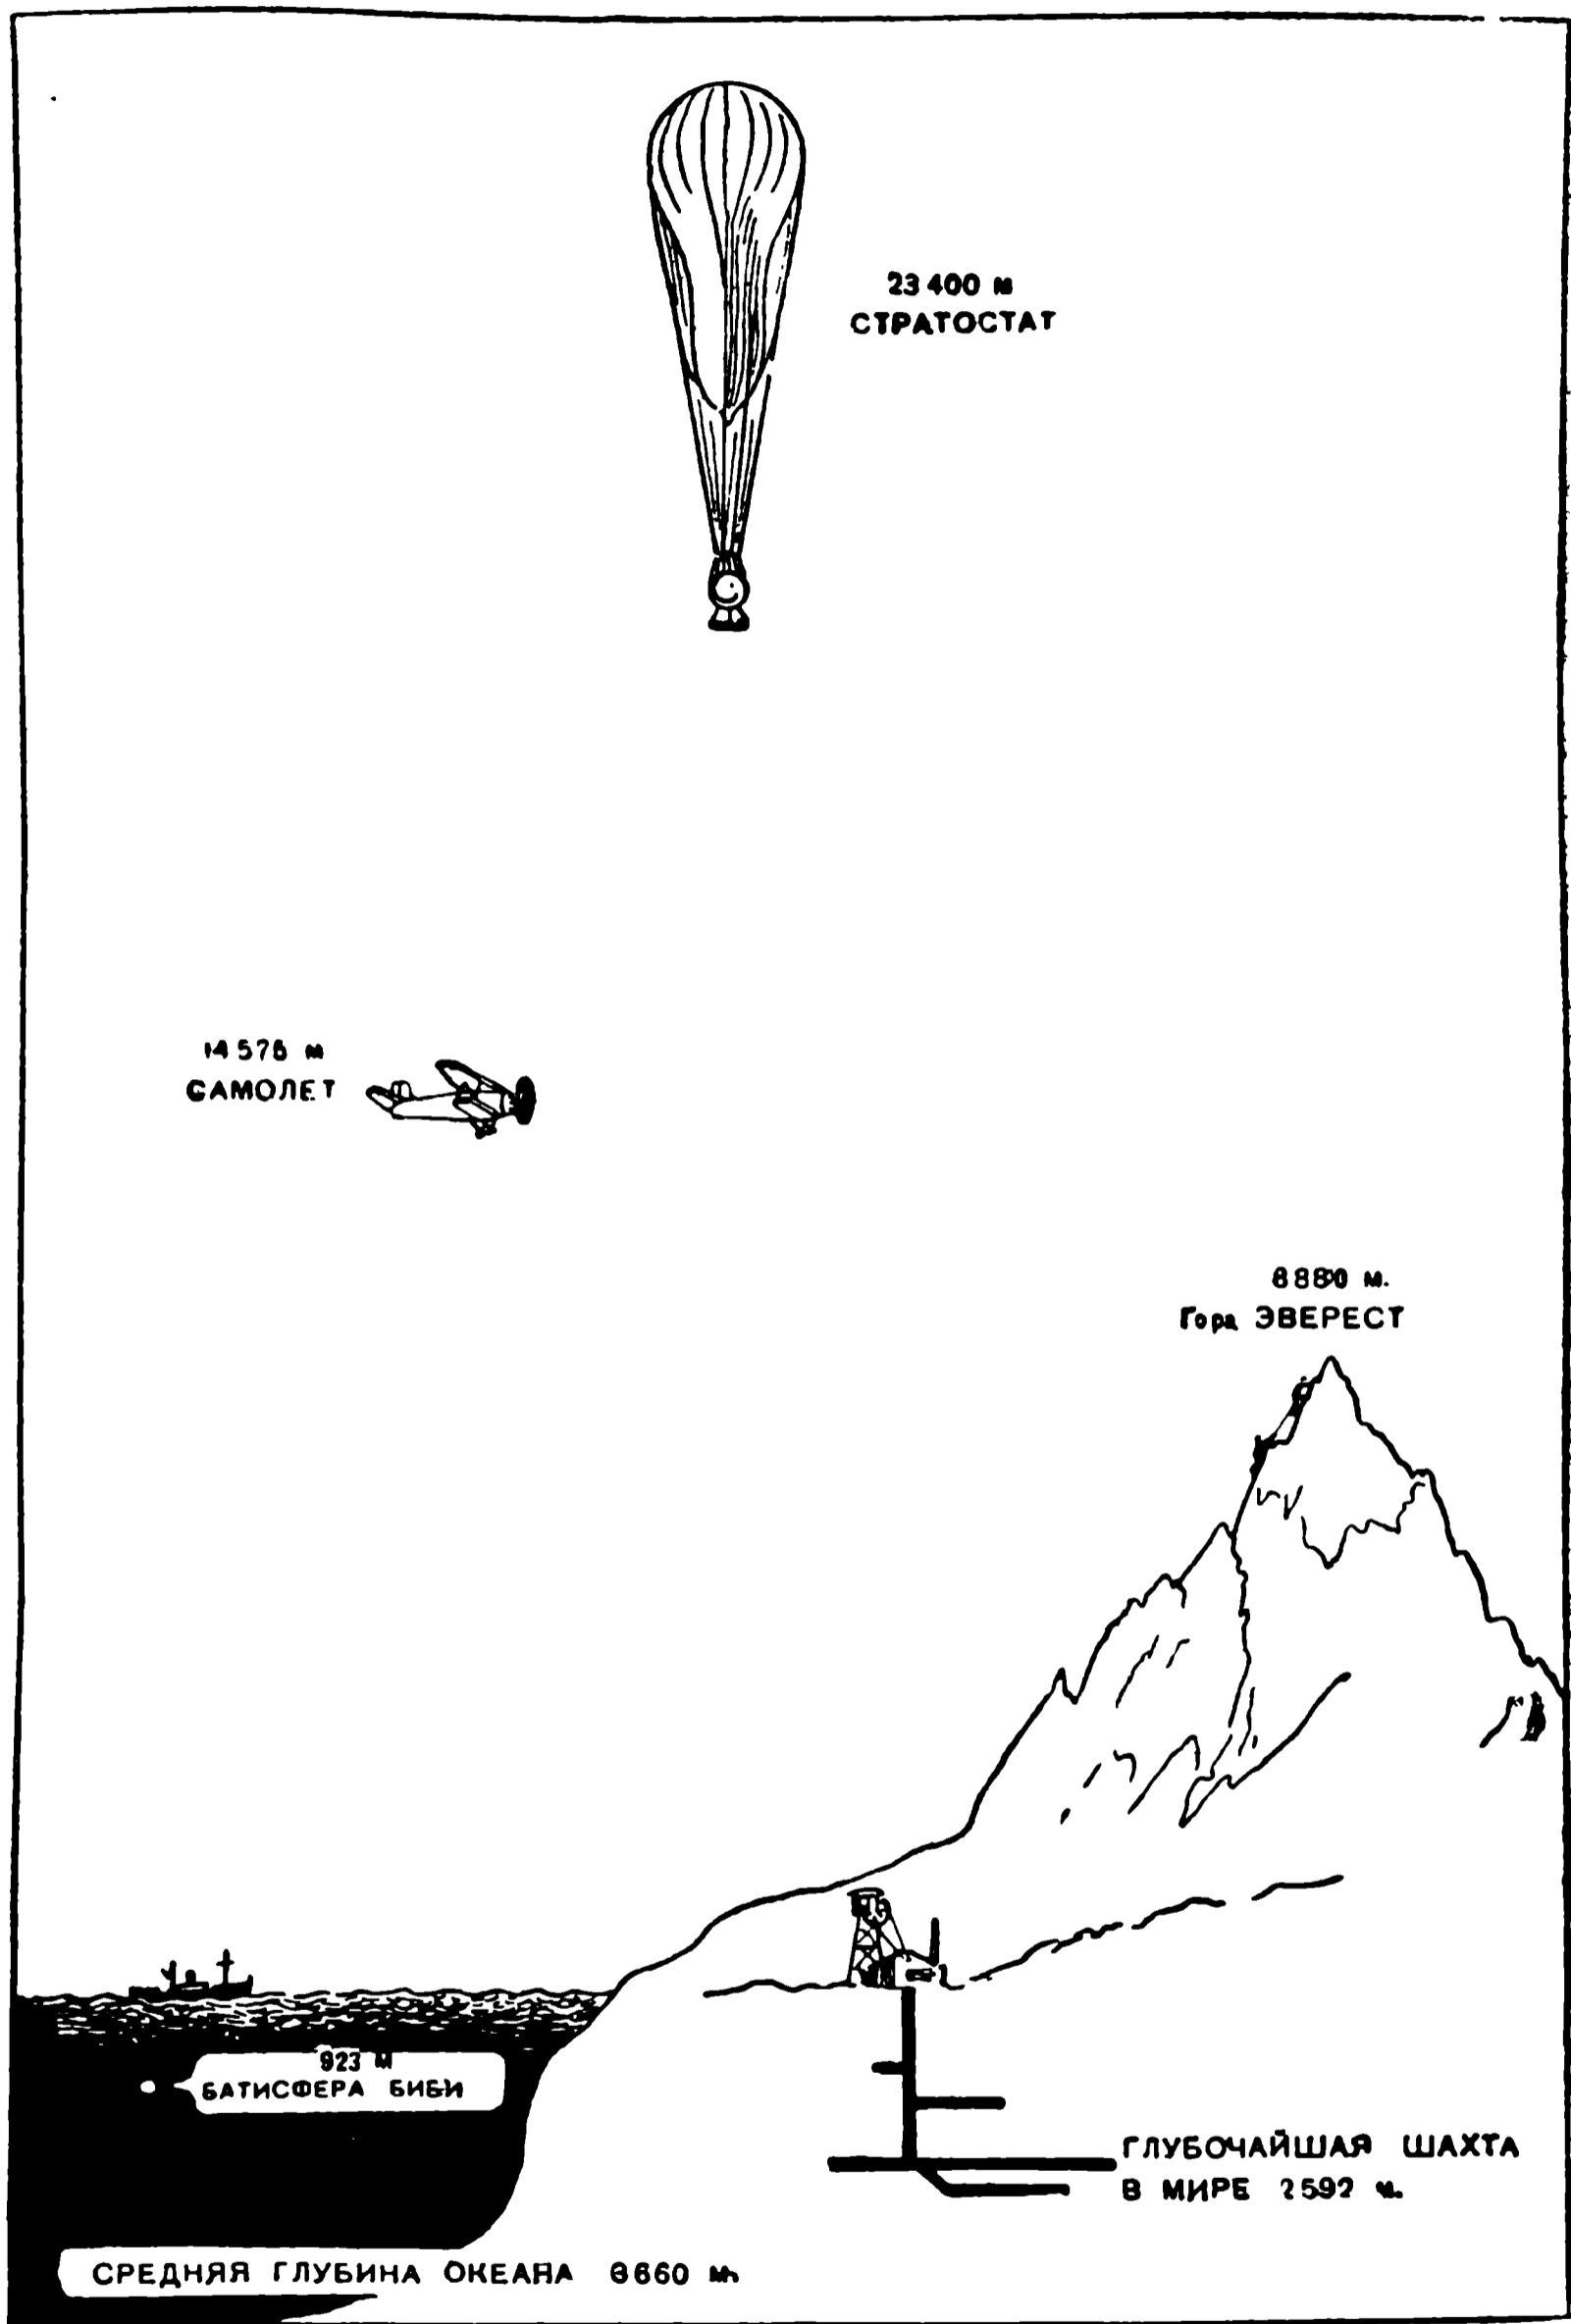 23 400 м
СТРАТОСТАТ
14 575 м
САМОЛЕТ
8880 м.
Гора ЭВЕРЕСТ
923 М
БАТИСФЕРА БИБИ
ГЛУБОЧАЙШАЯ ШАХТА
В МИРЕ 2592 м.
СРЕДНЯЯ ГЛУБИНА ОКЕАНА 3660 м.